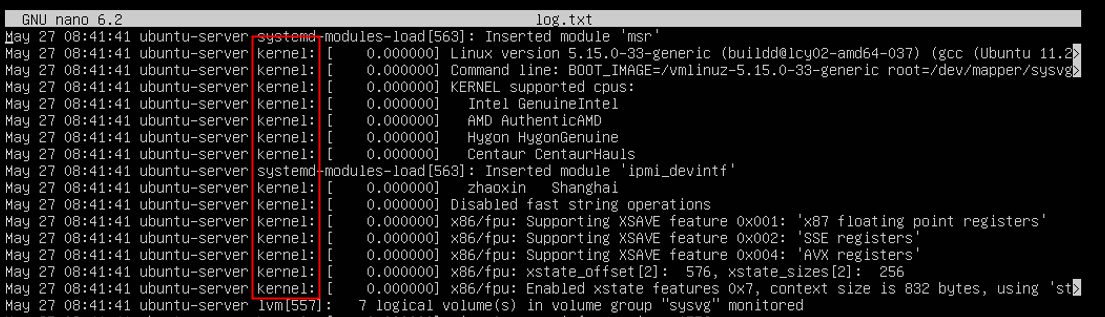 GNU nano 6.2 log.txt
May 27 08:41:41 ubuntu-server systemd-modules-load[563]: Inserted module 'msr'
May 27 08:41:41 ubuntu-server kernel: [    0.000000] Linux version 5.15.0-33-generic (buildd@lcy02-amd64-037) (gcc (Ubuntu 11.2>
May 27 08:41:41 ubuntu-server kernel: [    0.000000] Command line: BOOT_IMAGE=/vmlinuz-5.15.0-33-generic root=/dev/mapper/sysvg>
May 27 08:41:41 ubuntu-server kernel: [    0.000000] KERNEL supported cpus:
May 27 08:41:41 ubuntu-server kernel: [    0.000000]   Intel GenuineIntel
May 27 08:41:41 ubuntu-server kernel: [    0.000000]   AMD AuthenticAMD
May 27 08:41:41 ubuntu-server kernel: [    0.000000]   Hygon HygonGenuine
May 27 08:41:41 ubuntu-server kernel: [    0.000000]   Centaur CentaurHauls
May 27 08:41:41 ubuntu-server systemd-modules-load[563]: Inserted module 'ipmi_devintf'
May 27 08:41:41 ubuntu-server kernel: [    0.000000]   zhaoxin   Shanghai
May 27 08:41:41 ubuntu-server kernel: [    0.000000] Disabled fast string operations
May 27 08:41:41 ubuntu-server kernel: [    0.000000] x86/fpu: Supporting XSAVE feature 0x001: 'x87 floating point registers'
May 27 08:41:41 ubuntu-server kernel: [    0.000000] x86/fpu: Supporting XSAVE feature 0x002: 'SSE registers'
May 27 08:41:41 ubuntu-server kernel: [    0.000000] x86/fpu: Supporting XSAVE feature 0x004: 'AVX registers'
May 27 08:41:41 ubuntu-server kernel: [    0.000000] x86/fpu: xstate_offset[2]:  576, xstate_sizes[2]:  256
May 27 08:41:41 ubuntu-server kernel: [    0.000000] x86/fpu: Enabled xstate features 0x7, context size is 832 bytes, using 'st>
May 27 08:41:41 ubuntu-server lvm[557]:   7 logical volume(s) in volume group "sysvg" monitored